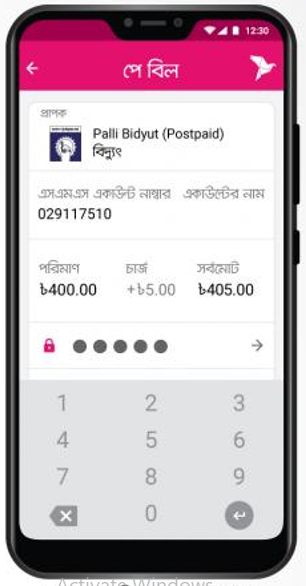 12:30
পে বিল
প্রাপক
Palli Bidyut (Postpaid)
বিদ্যুৎ
এসএমএস একাউন্ট নাম্বার একাউন্টের নাম
029117510
পরিমাণ চার্জ সর্বমোট
৳400.00 +৳5.00 ৳405.00
1 2 3
4 5 6
7 8 9
0
Activate Windows